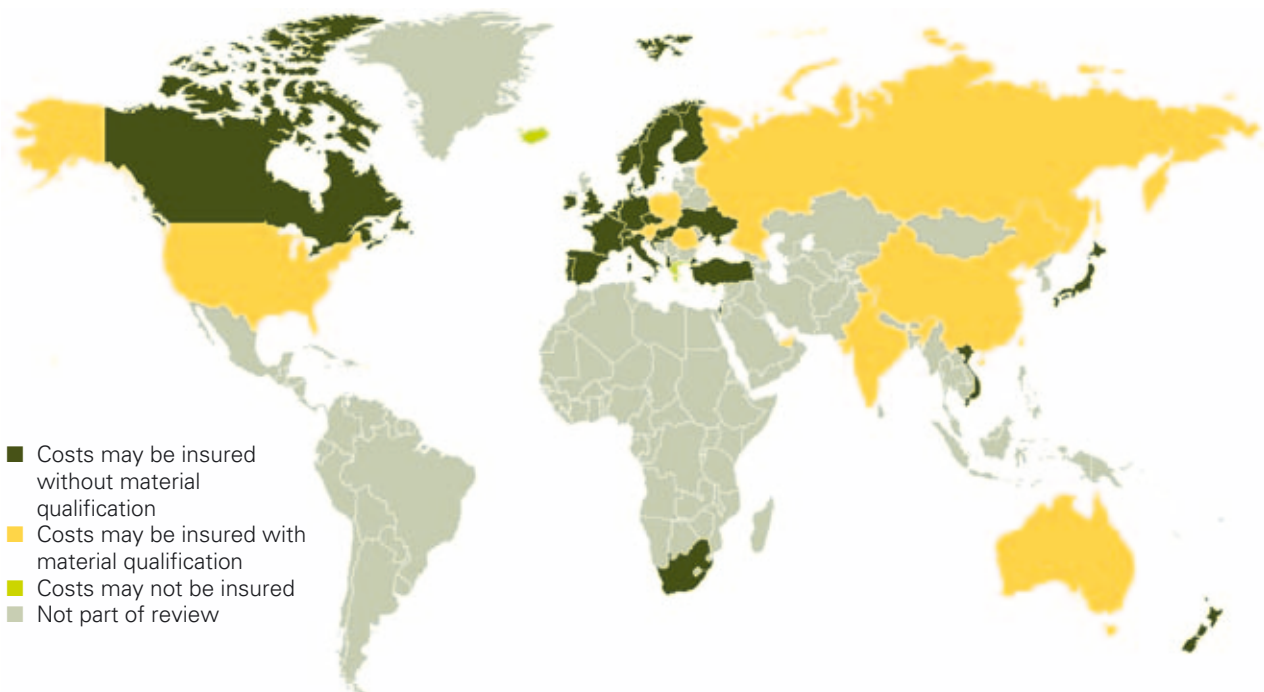 Costs may be insured
without material
qualification
Costs may be insured with
material qualification
Costs may not be insured
Not part of review